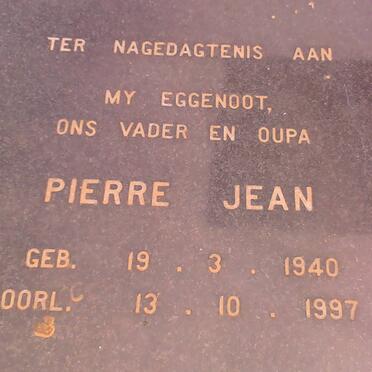 TER NAGEDAGTENIS AAN
MY EGGENOOT,
ONS VADER EN OUPA
PIERRE JEAN
GEB. 19 . 3 . 1940
OORL. 13 . 10 . 1997